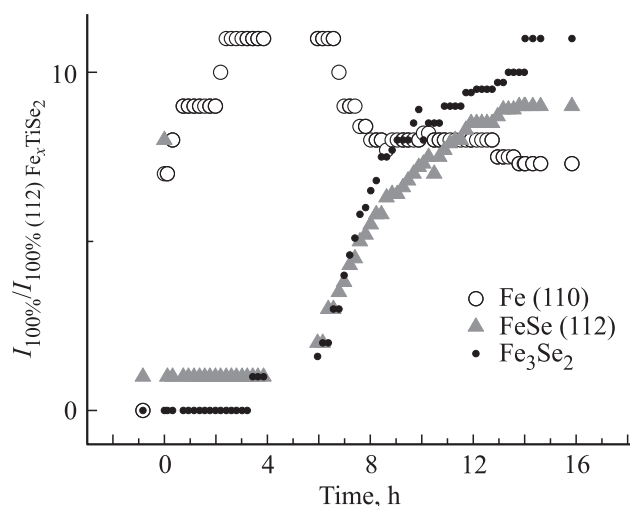 I100%/I100% (112) FexTiSe2
10
0
Fe (110)
FeSe (112)
Fe3Se2
0 4 8 12 16
Time, h